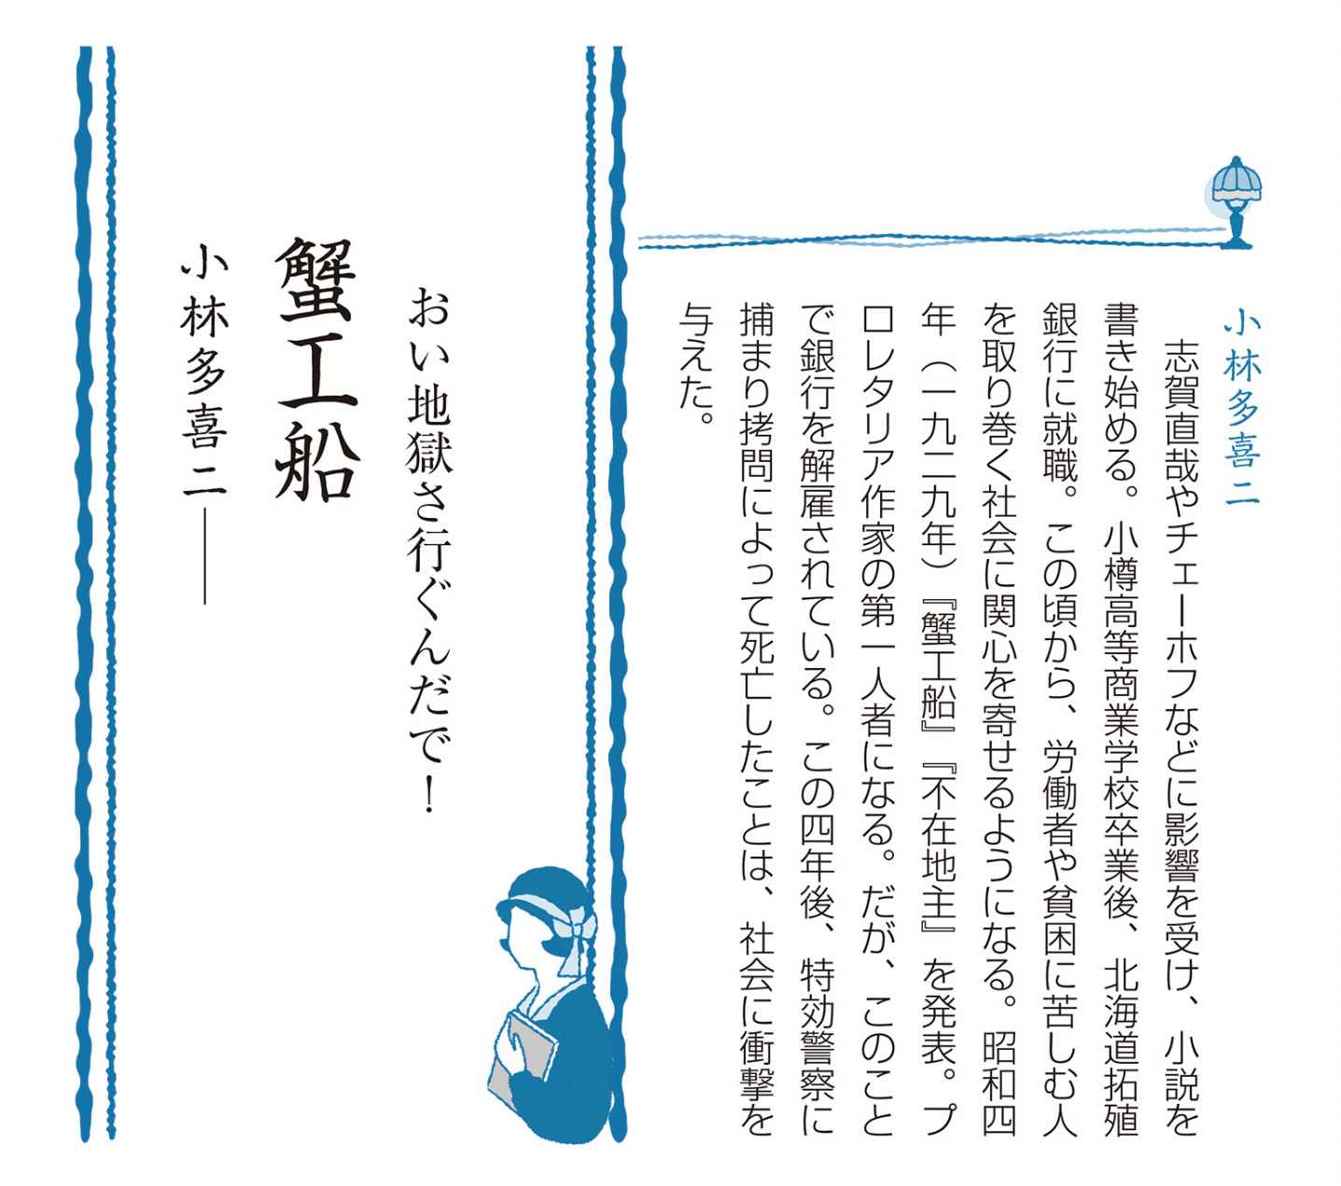 小林多喜二
志賀直哉やチェーホフなどに影響を受け、小説を
書き始める。小樽高等商業学校卒業後、北海道拓殖
銀行に就職。この頃から、労働者や貧困に苦しむ人
を取り巻く社会に関心を寄せるようになる。昭和四
年（一九二九年）『蟹工船』『不在地主』を発表。プ
ロレタリア作家の第一人者になる。だが、このこと
で銀行を解雇されている。この四年後、特効警察に
捕まり拷問によって死亡したことは、社会に衝撃を
与えた。
おい地獄さ行ぐんだで！
蟹工船
小林多喜二――